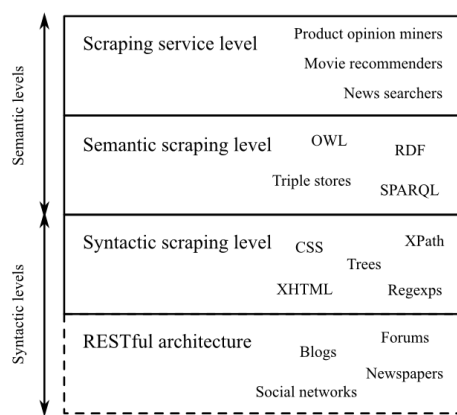 Semantic levels
Syntactic levels
Scraping service level
Product opinion miners
Movie recommenders
News searchers
Semantic scraping level
OWL
RDF
Triple stores
SPARQL
Syntactic scraping level
CSS
XPath
Trees
XHTML
Regexps
RESTful architecture
Forums
Blogs
Newspapers
Social networks